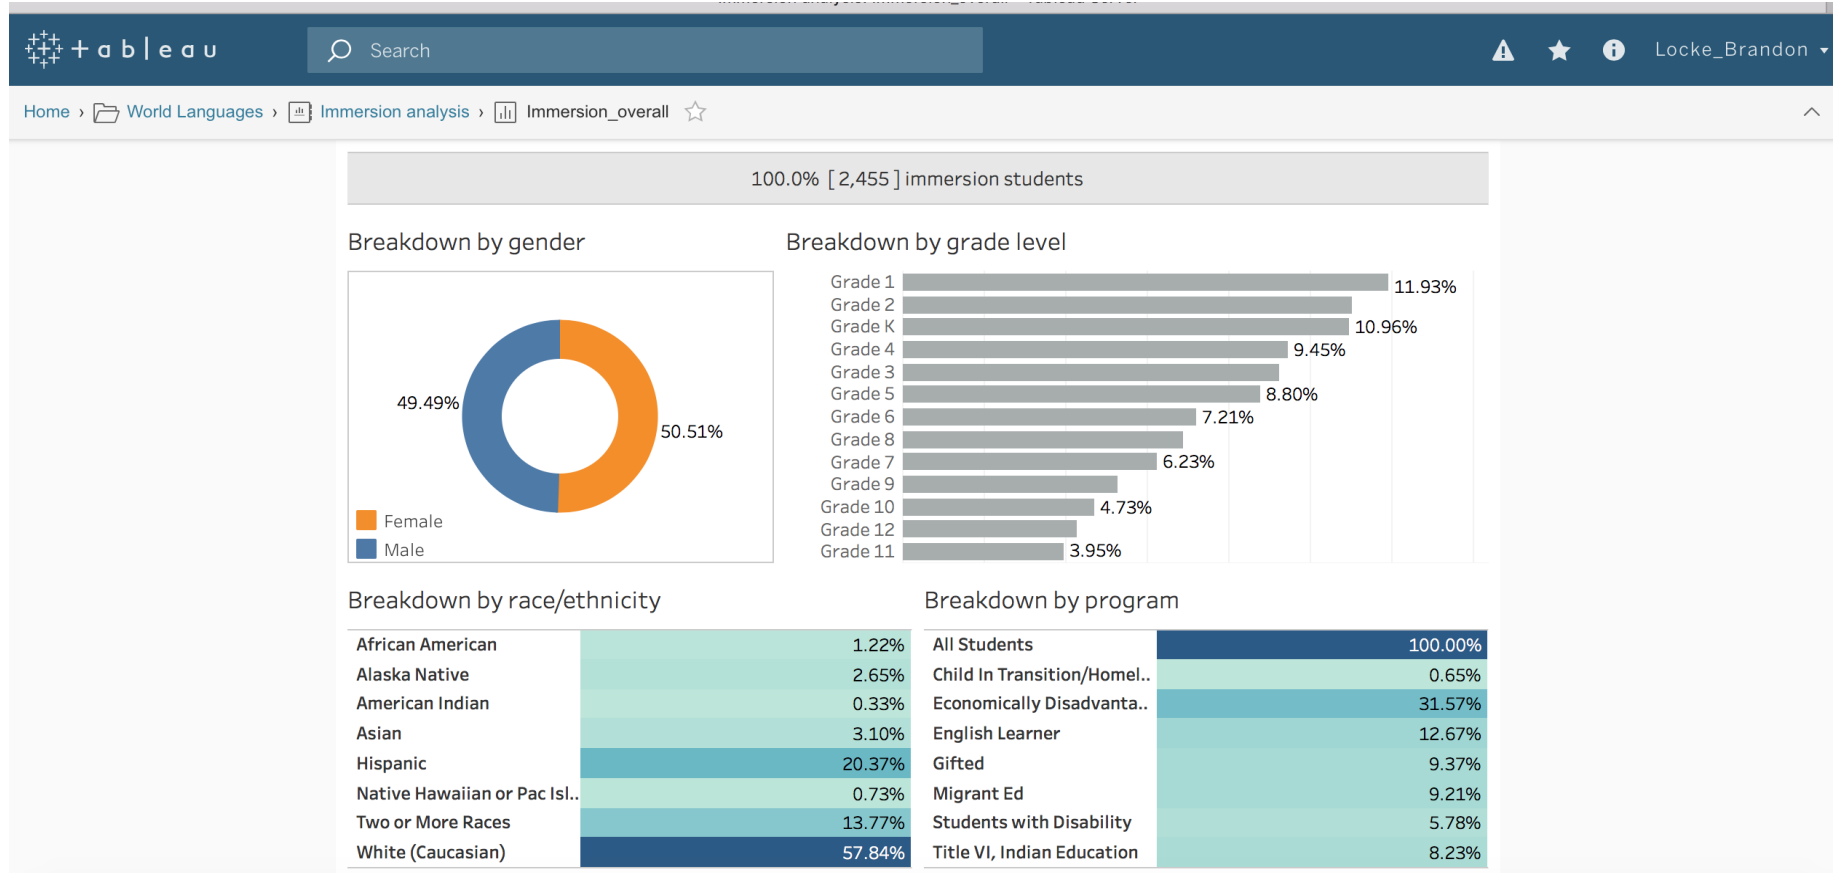 + a b | e a u
Search
Locke_Brandon
Home › World Languages › Immersion analysis › Immersion_overall
100.0% [ 2,455 ] immersion students
Breakdown by gender
49.49%
50.51%
Female
Male
Breakdown by grade level
Grade 1 11.93%
Grade 2
Grade K 10.96%
Grade 4 9.45%
Grade 3
Grade 5 8.80%
Grade 6 7.21%
Grade 8
Grade 7 6.23%
Grade 9
Grade 10 4.73%
Grade 12
Grade 11 3.95%
Breakdown by race/ethnicity
African American 1.22%
Alaska Native 2.65%
American Indian 0.33%
Asian 3.10%
Hispanic 20.37%
Native Hawaiian or Pac Isl.. 0.73%
Two or More Races 13.77%
White (Caucasian) 57.84%
Breakdown by program
All Students 100.00%
Child In Transition/Homel.. 0.65%
Economically Disadvanta.. 31.57%
English Learner 12.67%
Gifted 9.37%
Migrant Ed 9.21%
Students with Disability 5.78%
Title VI, Indian Education 8.23%